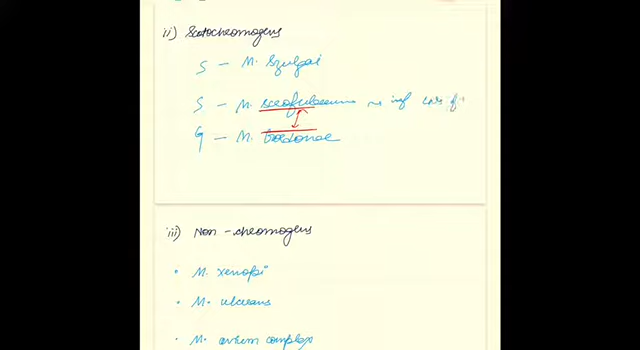 ii) Scotochromogens
S - M. Szulgai
S - M. scrofulaceum
G - M. gordonae
iii) Non-chromogens
• M. xenopi
• M. ulcerans
• M. avium complex